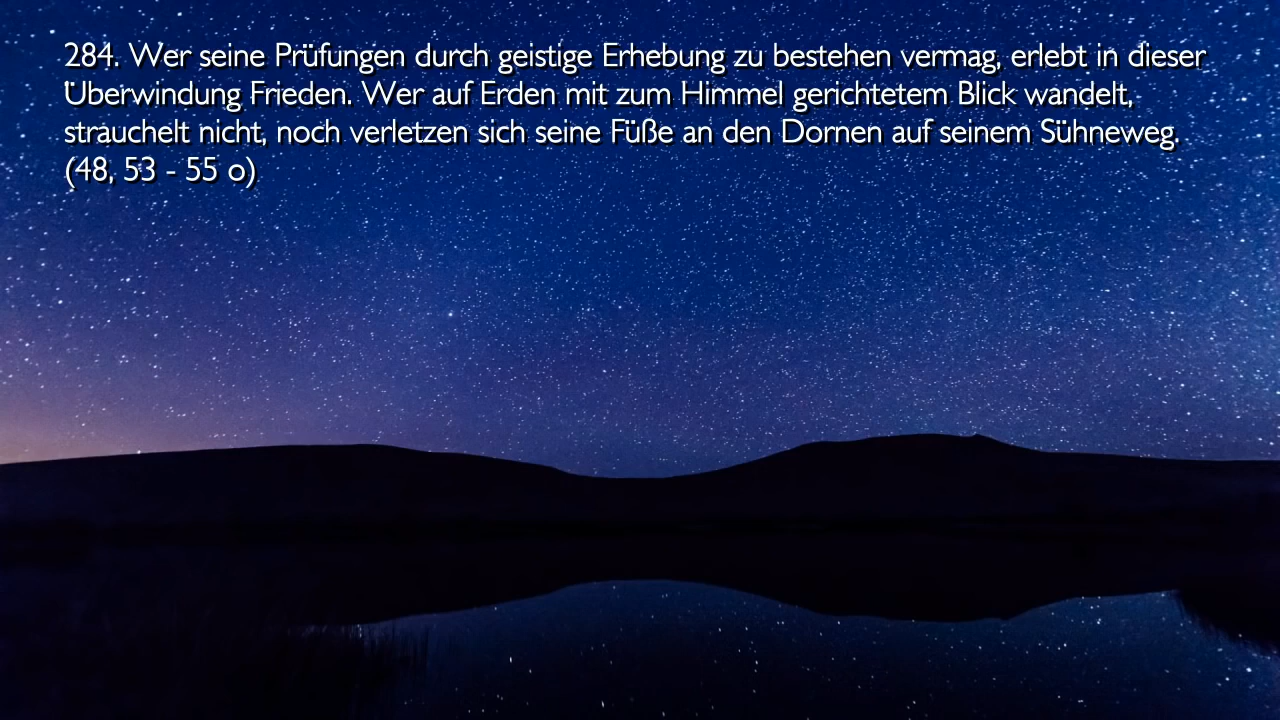 284. Wer seine Prüfungen durch geistige Erhebung zu bestehen vermag, erlebt in dieser
Überwindung Frieden. Wer auf Erden mit zum Himmel gerichtetem Blick wandelt,
strauchelt nicht, noch verletzen sich seine Füße an den Dornen auf seinem Sühneweg.
(48, 53 - 55 o)